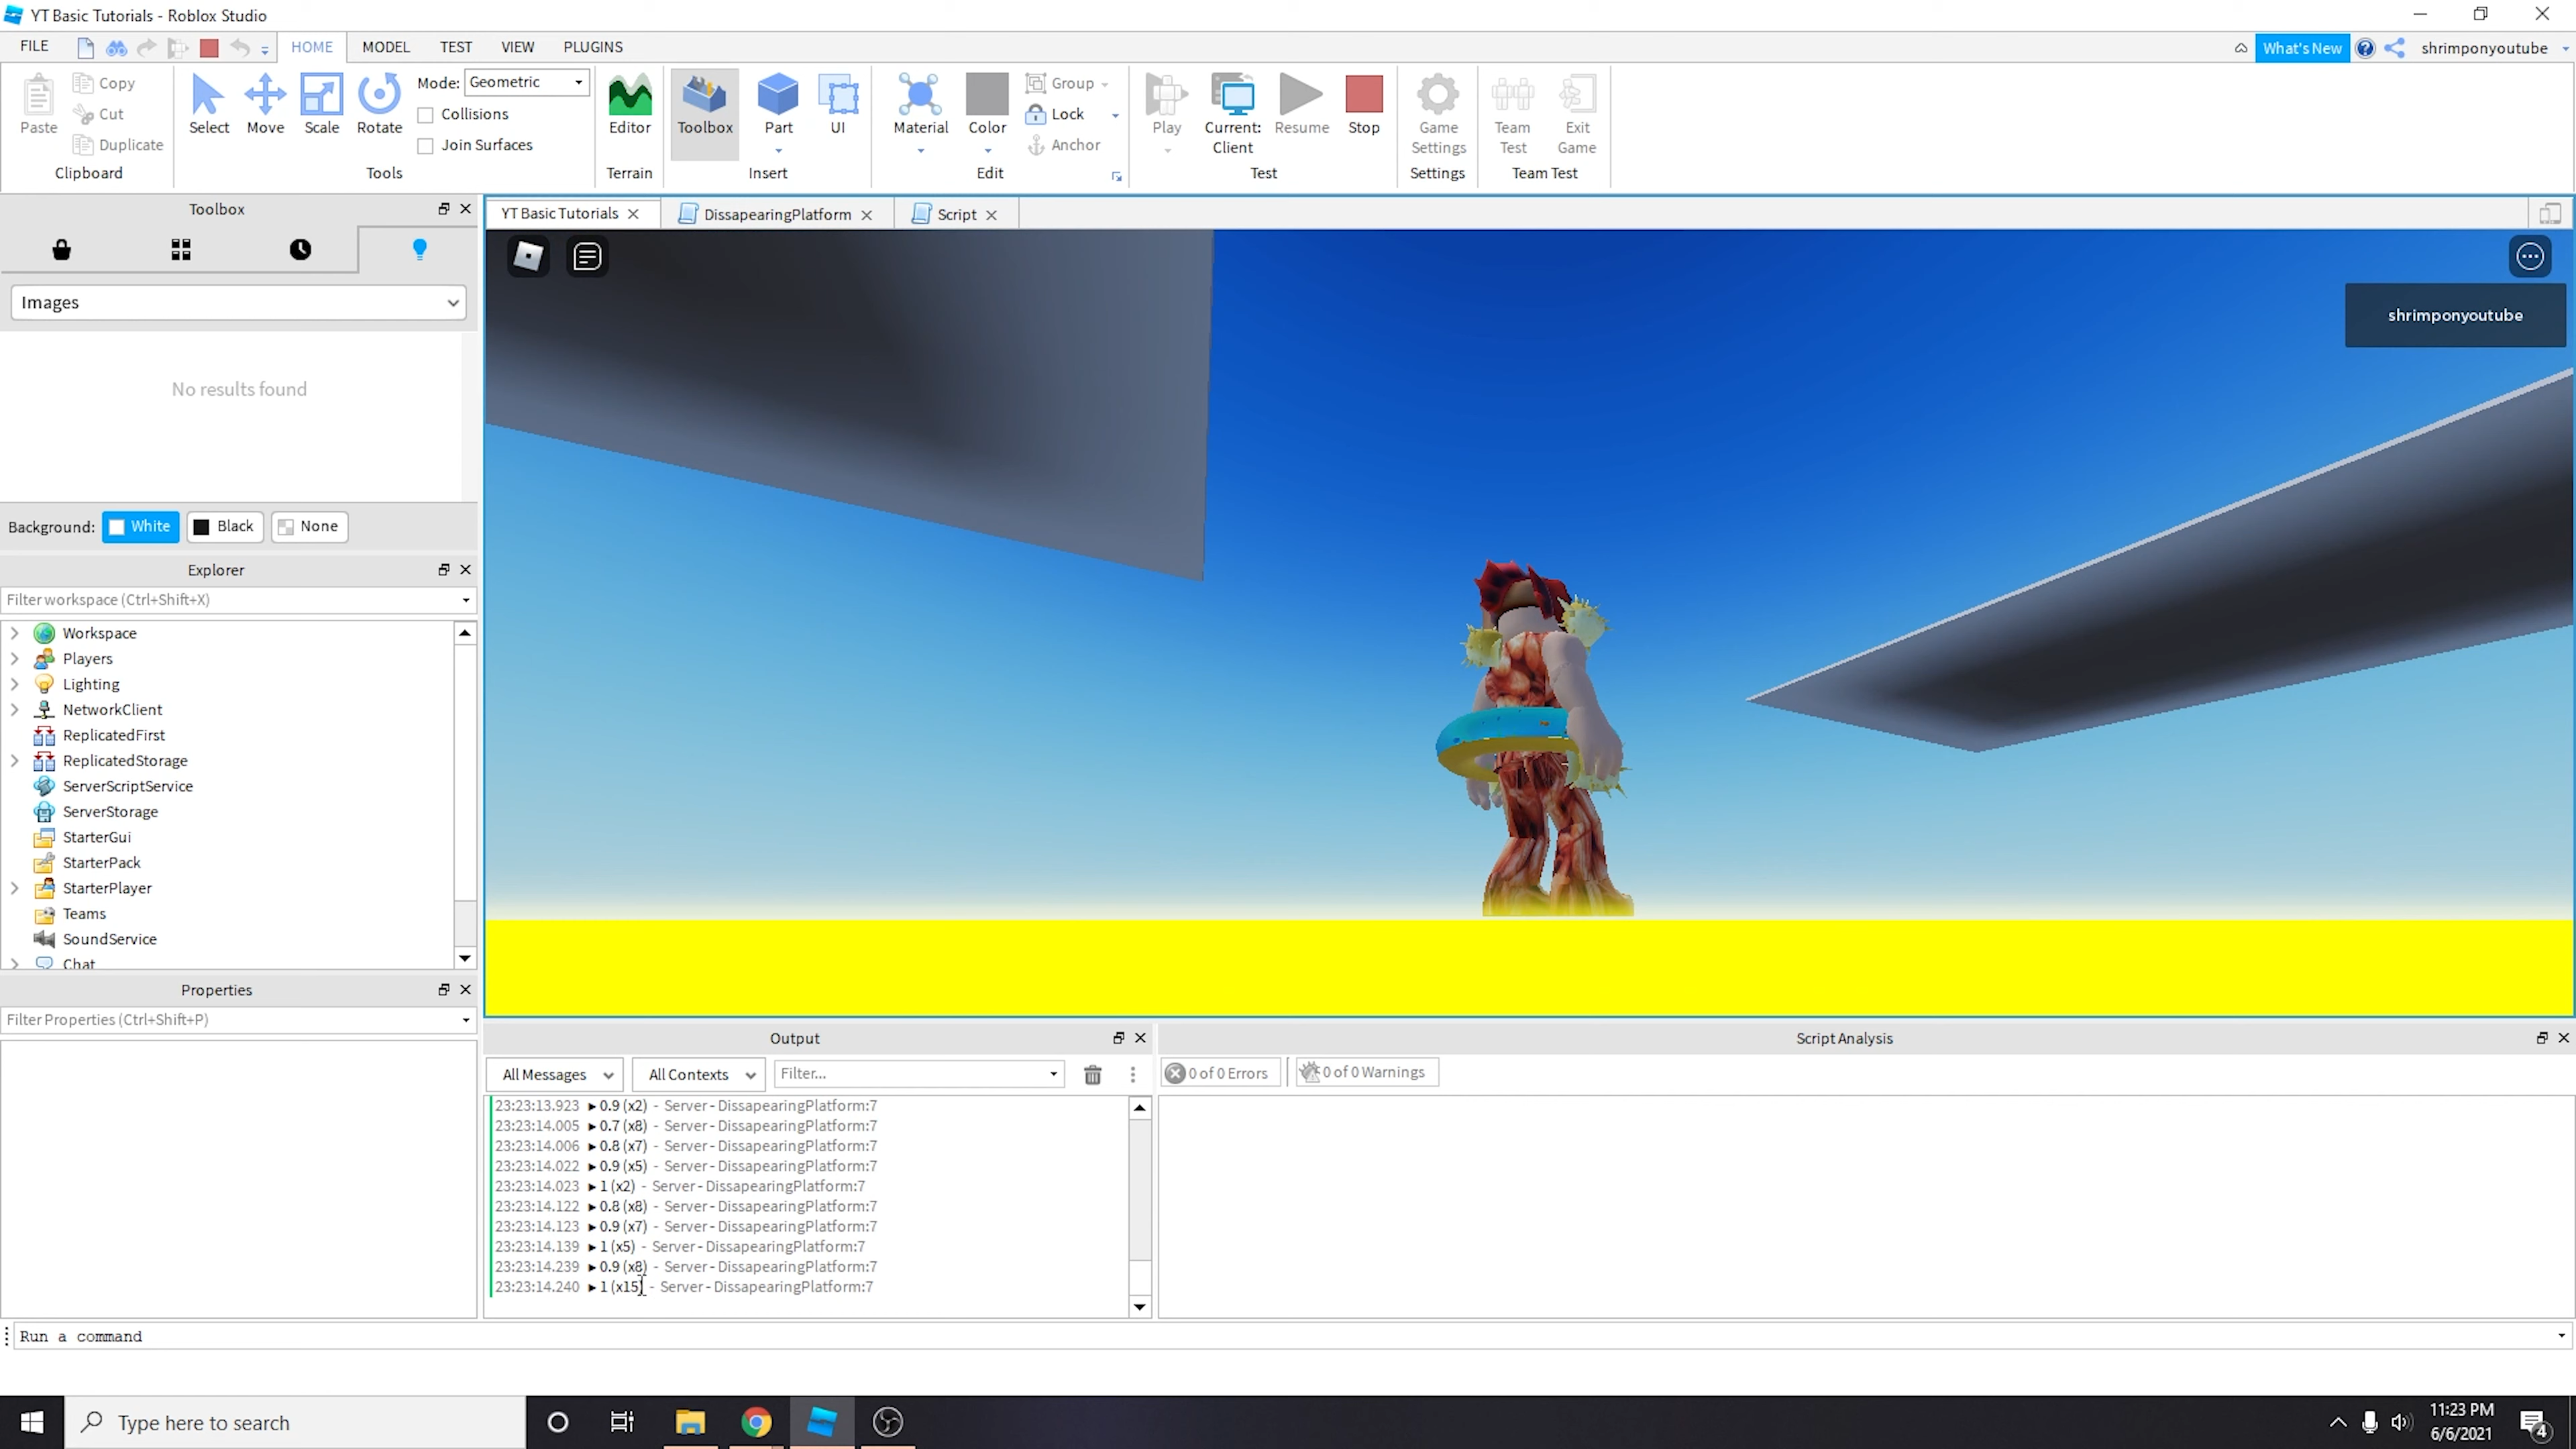 YT Basic Tutorials - Roblox Studio
FILE HOME MODEL TEST VIEW PLUGINS What's New shrimponyoutube
Paste Copy Cut Duplicate
Clipboard
Select Move Scale Rotate
Mode: Geometric
Collisions
Join Surfaces
Tools
Editor
Terrain
Toolbox Part UI
Insert
Material Color Group Lock Anchor
Edit
Play Current: Client Resume Stop
Test
Game Settings
Settings
Team Test Exit Game
Team Test
Toolbox
Images
No results found
Background: White Black None
Explorer
Filter workspace (Ctrl+Shift+X)
Workspace
Players
Lighting
NetworkClient
ReplicatedFirst
ReplicatedStorage
ServerScriptService
ServerStorage
StarterGui
StarterPack
StarterPlayer
Teams
SoundService
Chat
Properties
Filter Properties (Ctrl+Shift+P)
YT Basic Tutorials DissapearingPlatform Script
shrimponyoutube
Output
All Messages All Contexts Filter...
23:23:13.923 ▶ 0.9 (x2) - Server - DissapearingPlatform:7
23:23:14.005 ▶ 0.7 (x8) - Server - DissapearingPlatform:7
23:23:14.006 ▶ 0.8 (x7) - Server - DissapearingPlatform:7
23:23:14.022 ▶ 0.9 (x5) - Server - DissapearingPlatform:7
23:23:14.023 ▶ 1 (x2) - Server - DissapearingPlatform:7
23:23:14.122 ▶ 0.8 (x8) - Server - DissapearingPlatform:7
23:23:14.123 ▶ 0.9 (x7) - Server - DissapearingPlatform:7
23:23:14.139 ▶ 1 (x5) - Server - DissapearingPlatform:7
23:23:14.239 ▶ 0.9 (x8) - Server - DissapearingPlatform:7
23:23:14.240 ▶ 1 (x15) - Server - DissapearingPlatform:7
Script Analysis
0 of 0 Errors 0 of 0 Warnings
Run a command
Type here to search
11:23 PM
6/6/2021
4